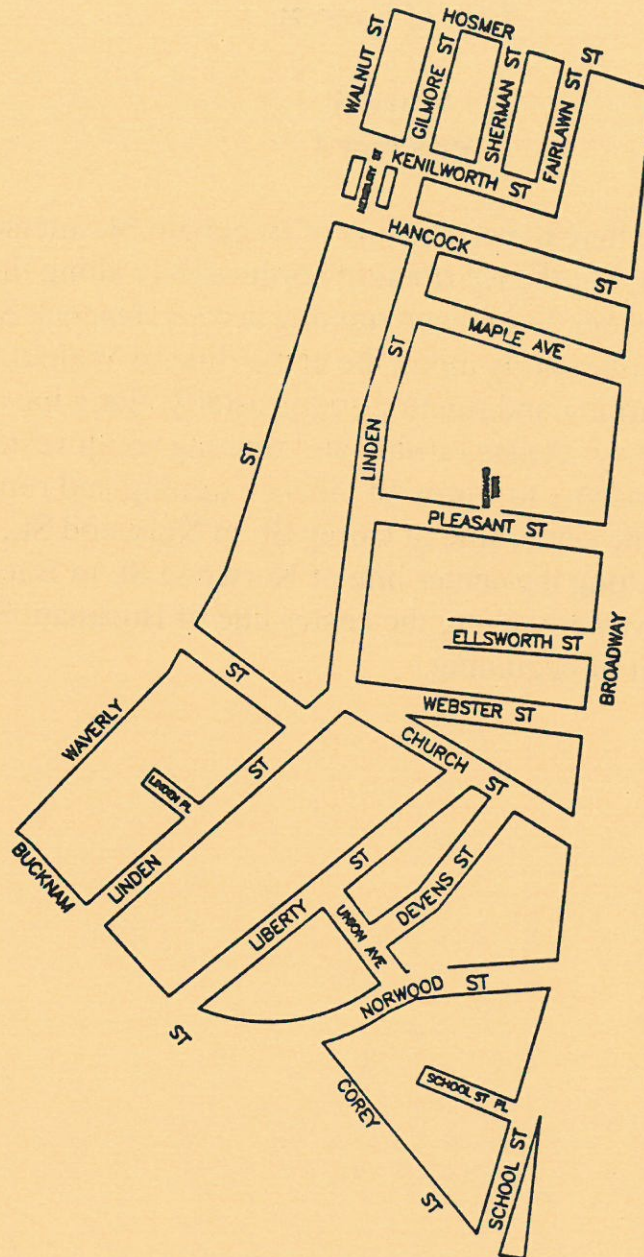 HOSMER ST
WALNUT ST
GILMORE ST
SHERMAN ST
FAIRLAWN ST
KENILWORTH ST
NEWBURY ST
HANCOCK ST
MAPLE AVE
LINDEN ST
ST
PLEASANT ST
ELLSWORTH ST
BROADWAY
WEBSTER ST
CHURCH ST
WAVERLY ST
LINDEN PL
LINDEN ST
BUCKNAM ST
LIBERTY ST
UNION AVE
DEVENS ST
NORWOOD ST
COREY ST
SCHOOL ST PL
SCHOOL ST